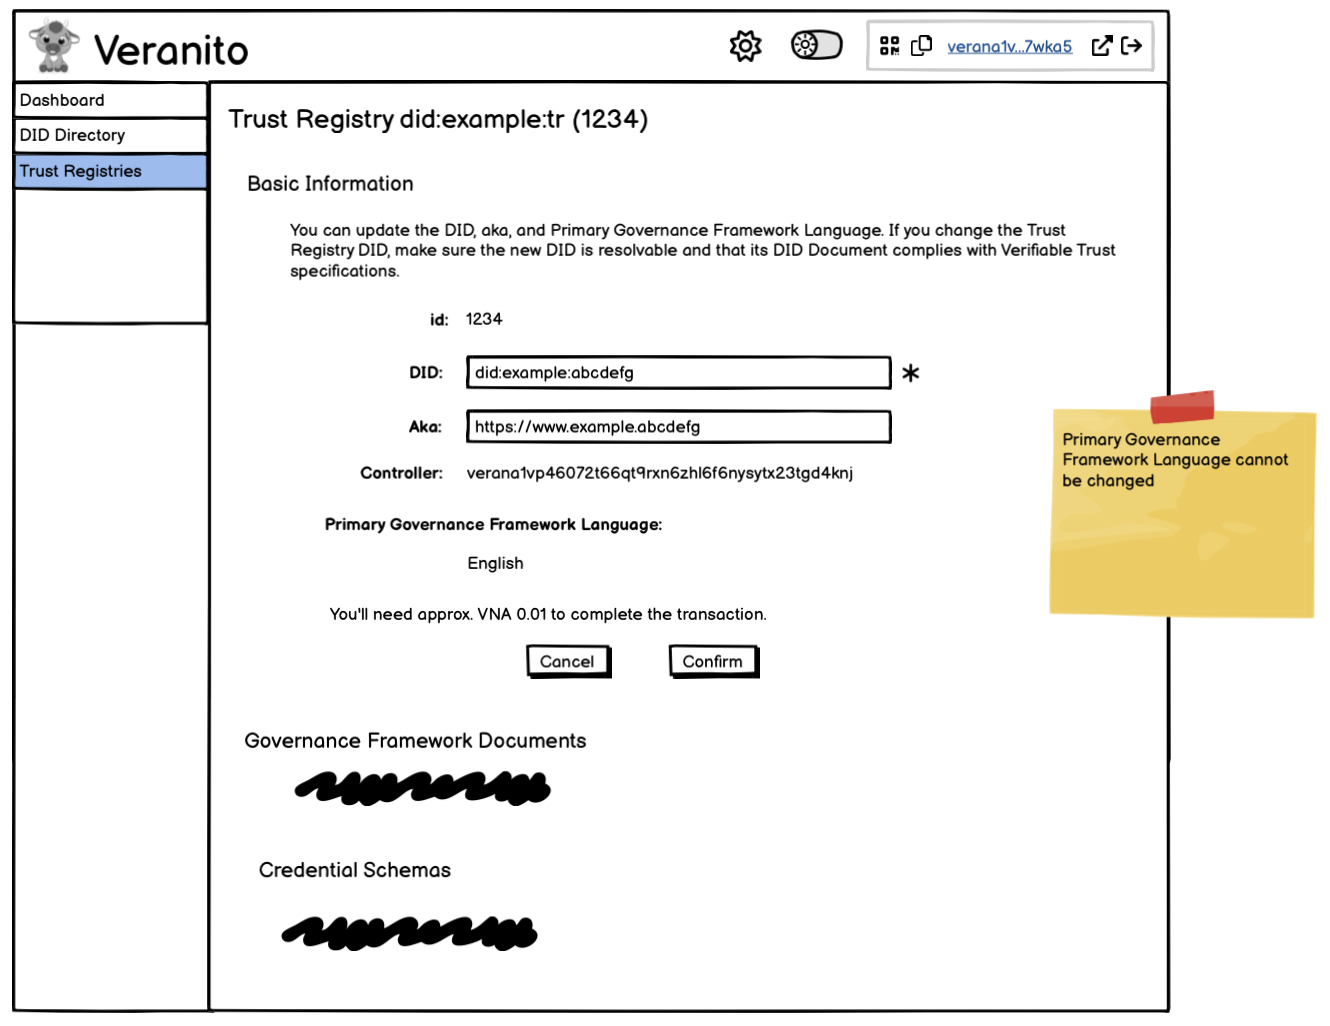 Veranito
verana1v...7wka5
Dashboard
DID Directory
Trust Registries
Trust Registry did:example:tr (1234)
Basic Information
You can update the DID, aka, and Primary Governance Framework Language. If you change the Trust
Registry DID, make sure the new DID is resolvable and that its DID Document complies with Verifiable Trust
specifications.
id: 1234
DID: did:example:abcdefg *
Aka: https://www.example.abcdefg
Controller: verana1vp46072t66qt9rxn6zhl6f6nysytx23tgd4knj
Primary Governance Framework Language:
English
You'll need approx. VNA 0.01 to complete the transaction.
Cancel Confirm
Governance Framework Documents
Credential Schemas
Primary Governance
Framework Language cannot
be changed